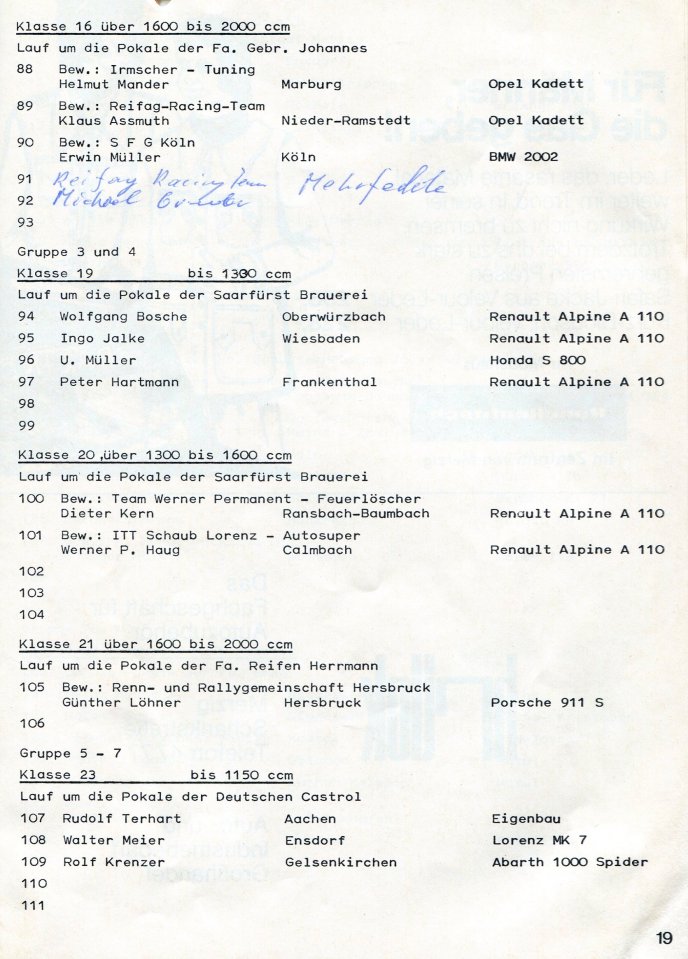 Klasse 16 über 1600 bis 2000 ccm
Lauf um die Pokale der Fa. Gebr. Johannes
88 Bew.: Irmscher - Tuning
Helmut Mander Marburg Opel Kadett
89 Bew.: Reifag-Racing-Team
Klaus Assmuth Nieder-Ramstedt Opel Kadett
90 Bew.: S F G Köln
Erwin Müller Köln BMW 2002
91 Reifag Racing Team
92 Michael
93
Gruppe 3 und 4
Klasse 19 bis 1300 ccm
Lauf um die Pokale der Saarfürst Brauerei
94 Wolfgang Bosche Oberwürzbach Renault Alpine A 110
95 Ingo Jalke Wiesbaden Renault Alpine A 110
96 U. Müller Honda S 800
97 Peter Hartmann Frankenthal Renault Alpine A 110
98
99
Klasse 20 über 1300 bis 1600 ccm
Lauf um die Pokale der Saarfürst Brauerei
100 Bew.: Team Werner Permanent - Feuerlöscher
Dieter Kern Ransbach-Baumbach Renault Alpine A 110
101 Bew.: ITT Schaub Lorenz - Autosuper
Werner P. Haug Calmbach Renault Alpine A 110
102
103
104
Klasse 21 über 1600 bis 2000 ccm
Lauf um die Pokale der Fa. Reifen Herrmann
105 Bew.: Renn- und Rallygemeinschaft Hersbruck
Günther Löhner Hersbruck Porsche 911 S
106
Gruppe 5 - 7
Klasse 23 bis 1150 ccm
Lauf um die Pokale der Deutschen Castrol
107 Rudolf Terhart Aachen Eigenbau
108 Walter Meier Ensdorf Lorenz MK 7
109 Rolf Krenzer Gelsenkirchen Abarth 1000 Spider
110
111
19